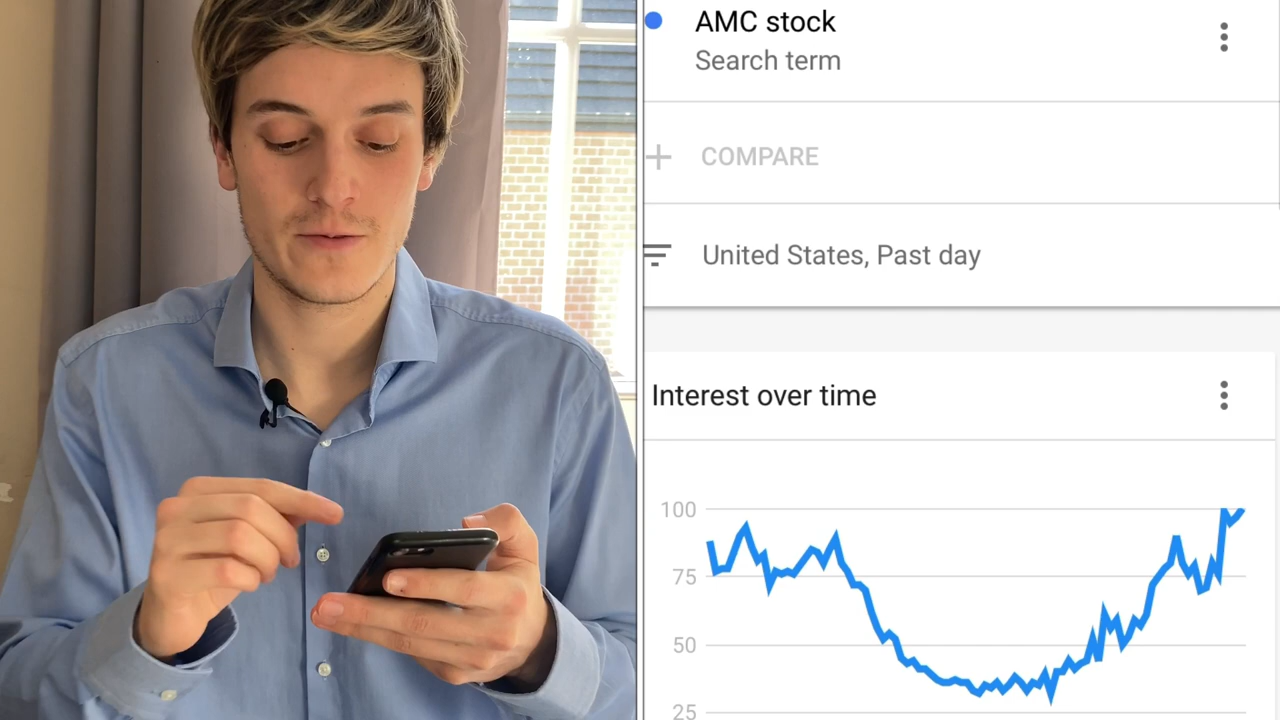 AMC stock
Search term
COMPARE
United States, Past day
Interest over time
100
75
50
25